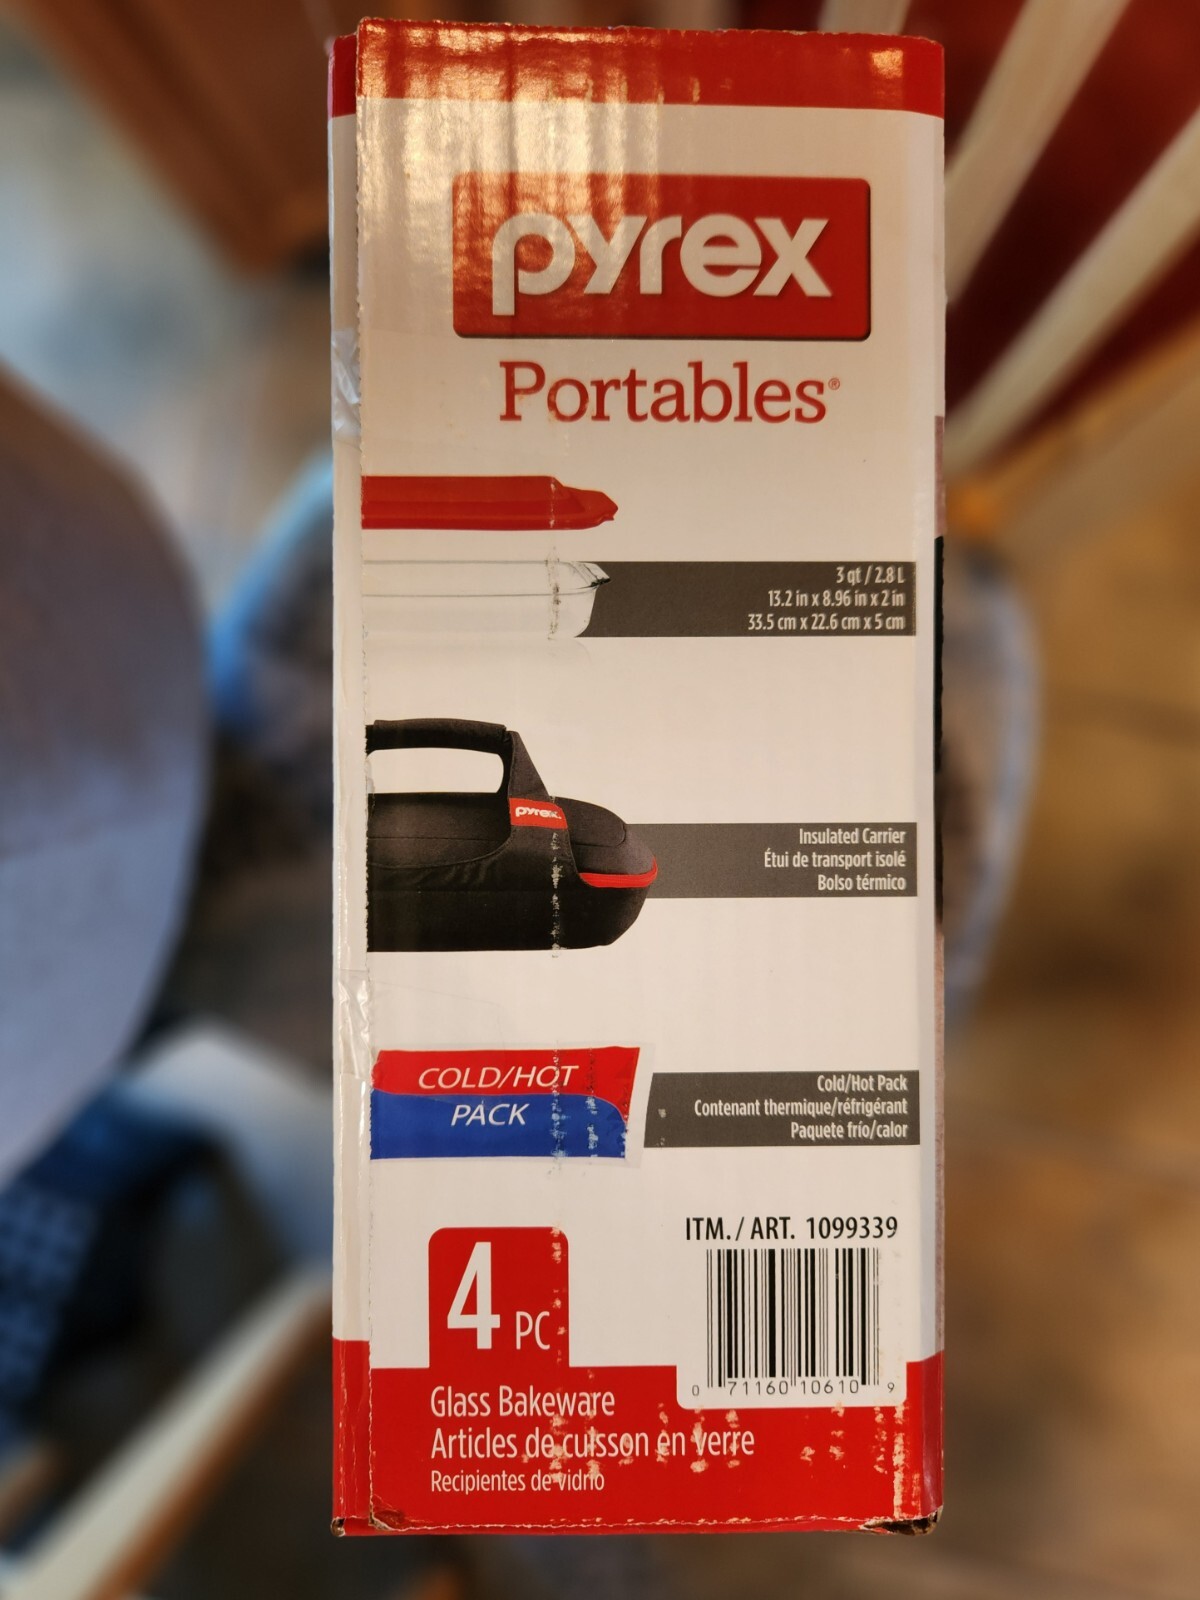 pyrex
Portables®
3 qt / 2.8 L
13.2 in x 8.96 in x 2 in
33.5 cm x 22.6 cm x 5 cm
pyrex.
Insulated Carrier
Étui de transport isolé
Bolso térmico
COLD/HOT
PACK
Cold/Hot Pack
Contenant thermique/réfrigérant
Paquete frío/calor
ITM. / ART. 1099339
0 71160 10610 9
4 PC
Glass Bakeware
Articles de cuisson en verre
Recipientes de vidrio